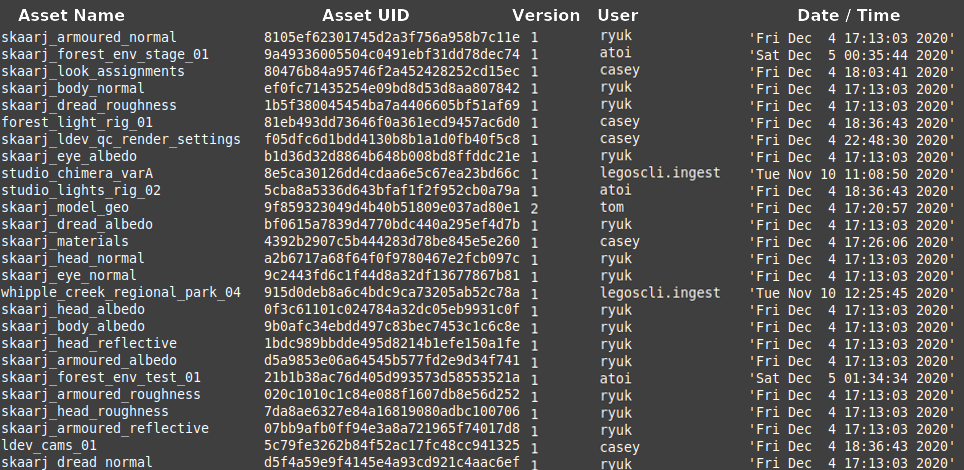 Asset Name Asset UID Version User Date / Time
skaarj_armoured_normal 8105ef62301745d2a3f756a958b7c11e 1 ryuk 'Fri Dec  4 17:13:03 2020'
skaarj_forest_env_stage_01 9a49336005504c0491ebf31dd78dec74 1 atoi 'Sat Dec  5 00:35:44 2020'
skaarj_look_assignments 80476b84a95746f2a452428252cd15ec 1 casey 'Fri Dec  4 18:03:41 2020'
skaarj_body_normal ef0fc71435254e09bd8d53d8aa807842 1 ryuk 'Fri Dec  4 17:13:03 2020'
skaarj_dread_roughness 1b5f380045454ba7a4406605bf51af69 1 ryuk 'Fri Dec  4 17:13:03 2020'
forest_light_rig_01 81eb493dd73646f0a361ecd9457ac6d0 1 casey 'Fri Dec  4 18:36:43 2020'
skaarj_ldev_qc_render_settings f05dfc6d1bdd4130b8b1a1d0fb40f5c8 1 casey 'Fri Dec  4 22:48:30 2020'
skaarj_eye_albedo b1d36d32d8864b648b008bd8ffddc21e 1 ryuk 'Fri Dec  4 17:13:03 2020'
studio_chimera_varA 8e5ca30126dd4cdaa6e5c67ea23bd66c 1 legoscli.ingest 'Tue Nov 10 11:08:50 2020'
studio_lights_rig_02 5cba8a5336d643bfaf1f2f952cb0a79a 1 atoi 'Fri Dec  4 18:36:43 2020'
skaarj_model_geo 9f859323049d4b40b51809e037ad80e1 2 tom 'Fri Dec  4 17:20:57 2020'
skaarj_dread_albedo bf0615a7839d4770bdc440a295ef4d7b 1 ryuk 'Fri Dec  4 17:13:03 2020'
skaarj_materials 4392b2907c5b444283d78be845e5e260 1 casey 'Fri Dec  4 17:26:06 2020'
skaarj_head_normal a2b6717a68f64f0f9780467e2fcb097c 1 ryuk 'Fri Dec  4 17:13:03 2020'
skaarj_eye_normal 9c2443fd6c1f44d8a32df13677867b81 1 ryuk 'Fri Dec  4 17:13:03 2020'
whipple_creek_regional_park_04 915d0deb8a6c4bdc9ca73205ab52c78a 1 legoscli.ingest 'Tue Nov 10 12:25:45 2020'
skaarj_head_albedo 0f3c61101c024784a32dc05eb9931c0f 1 ryuk 'Fri Dec  4 17:13:03 2020'
skaarj_body_albedo 9b0afc34ebdd497c83bec7453c1c6c8e 1 ryuk 'Fri Dec  4 17:13:03 2020'
skaarj_head_reflective 1bdc989bbdde495d8214b1efe150a1fe 1 ryuk 'Fri Dec  4 17:13:03 2020'
skaarj_armoured_albedo d5a9853e06a64545b577fd2e9d34f741 1 ryuk 'Fri Dec  4 17:13:03 2020'
skaarj_forest_env_test_01 21b1b38ac76d405d993573d58553521a 1 atoi 'Sat Dec  5 01:34:34 2020'
skaarj_armoured_roughness 020c1010c1c84e088f1607db8e56d252 1 ryuk 'Fri Dec  4 17:13:03 2020'
skaarj_head_roughness 7da8ae6327e84a16819080adbc100706 1 ryuk 'Fri Dec  4 17:13:03 2020'
skaarj_armoured_reflective 07bb9afb0ff94e3a8a721965f74017d8 1 ryuk 'Fri Dec  4 17:13:03 2020'
ldev_cams_01 5c79fe3262b84f52ac17fc48cc941325 1 casey 'Fri Dec  4 18:36:43 2020'
skaarj_dread_normal d5f4a59e9f4145e4a93cd921c4aac6ef 1 ryuk 'Fri Dec  4 17:13:03 2020'